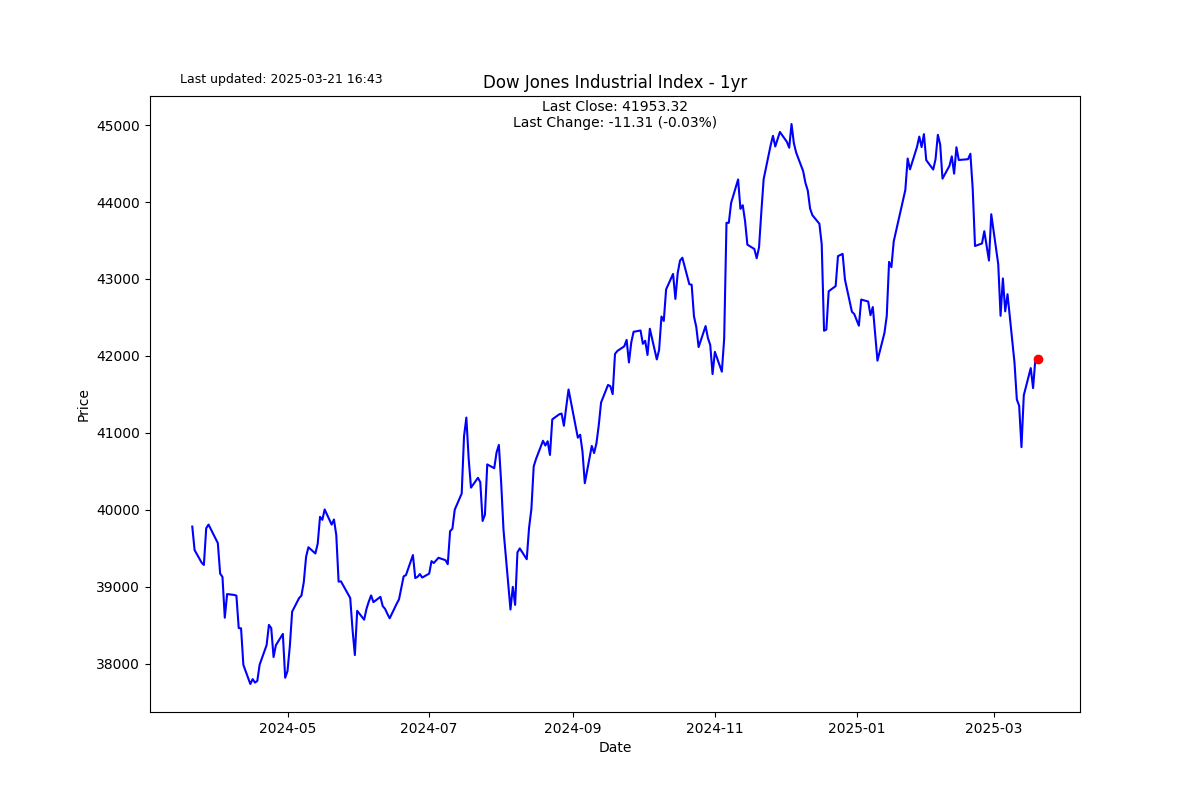 Last updated: 2025-03-21 16:43
Dow Jones Industrial Index - 1yr
Last Close: 41953.32
Last Change: -11.31 (-0.03%)
45000
44000
43000
42000
41000
40000
39000
38000
Price
2024-05
2024-07
2024-09
2024-11
2025-01
2025-03
Date